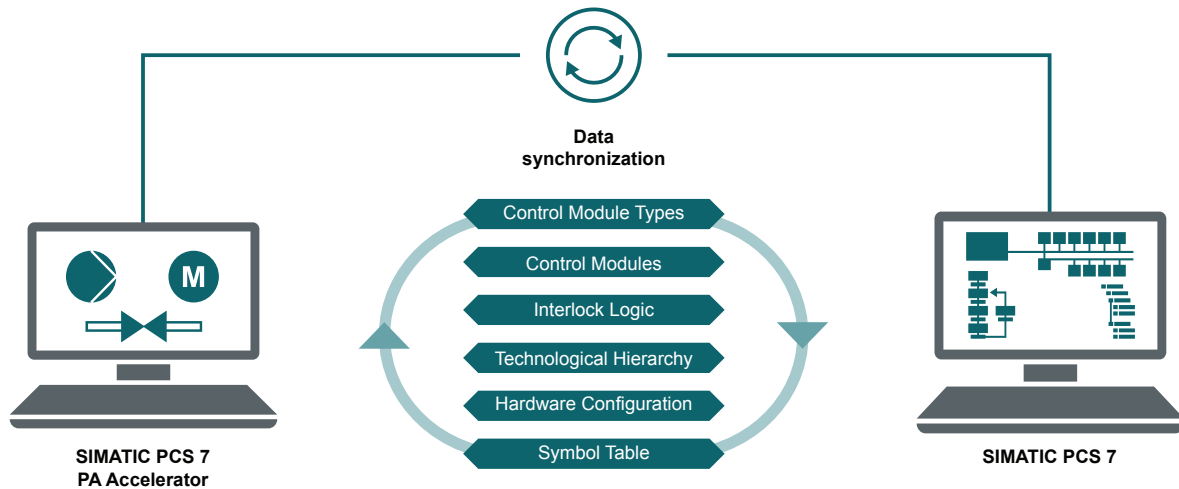 Data
synchronization
Control Module Types
Control Modules
Interlock Logic
Technological Hierarchy
Hardware Configuration
Symbol Table
M
SIMATIC PCS 7
PA Accelerator
SIMATIC PCS 7